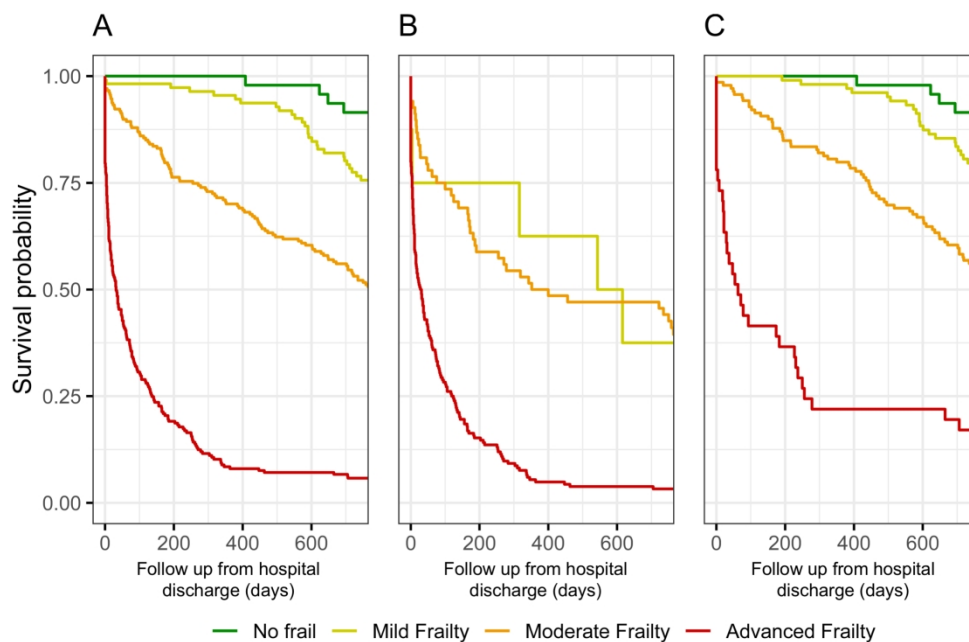 A B C
Survival probability
1.00
0.75
0.50
0.25
0.00
0 200 400 600 0 200 400 600 0 200 400 600
Follow up from hospital Follow up from hospital Follow up from hospital
discharge (days) discharge (days) discharge (days)
No frail Mild Frailty Moderate Frailty Advanced Frailty